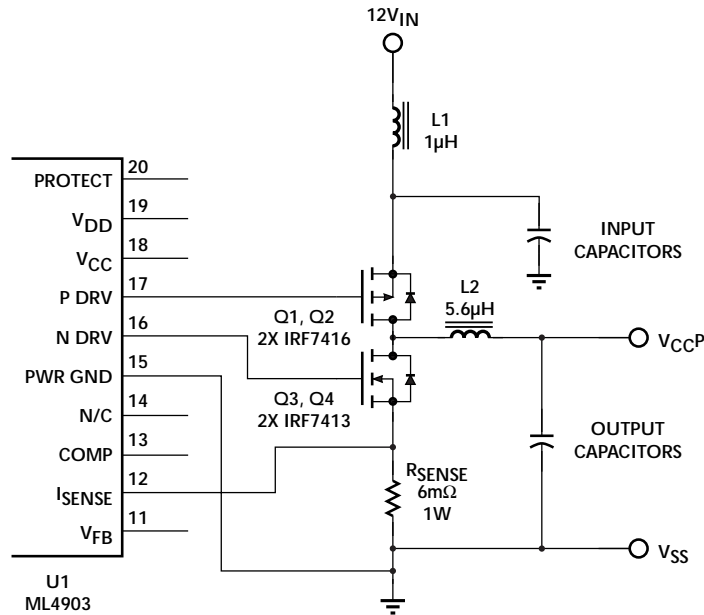 12VIN
L1
1µH
INPUT
CAPACITORS
PROTECT 20
VDD 19
VCC 18
P DRV 17
N DRV 16
PWR GND 15
N/C 14
COMP 13
ISENSE 12
VFB 11
U1
ML4903
Q1, Q2
2X IRF7416
L2
5.6µH
VCCP
Q3, Q4
2X IRF7413
OUTPUT
CAPACITORS
RSENSE
6mΩ
1W
VSS